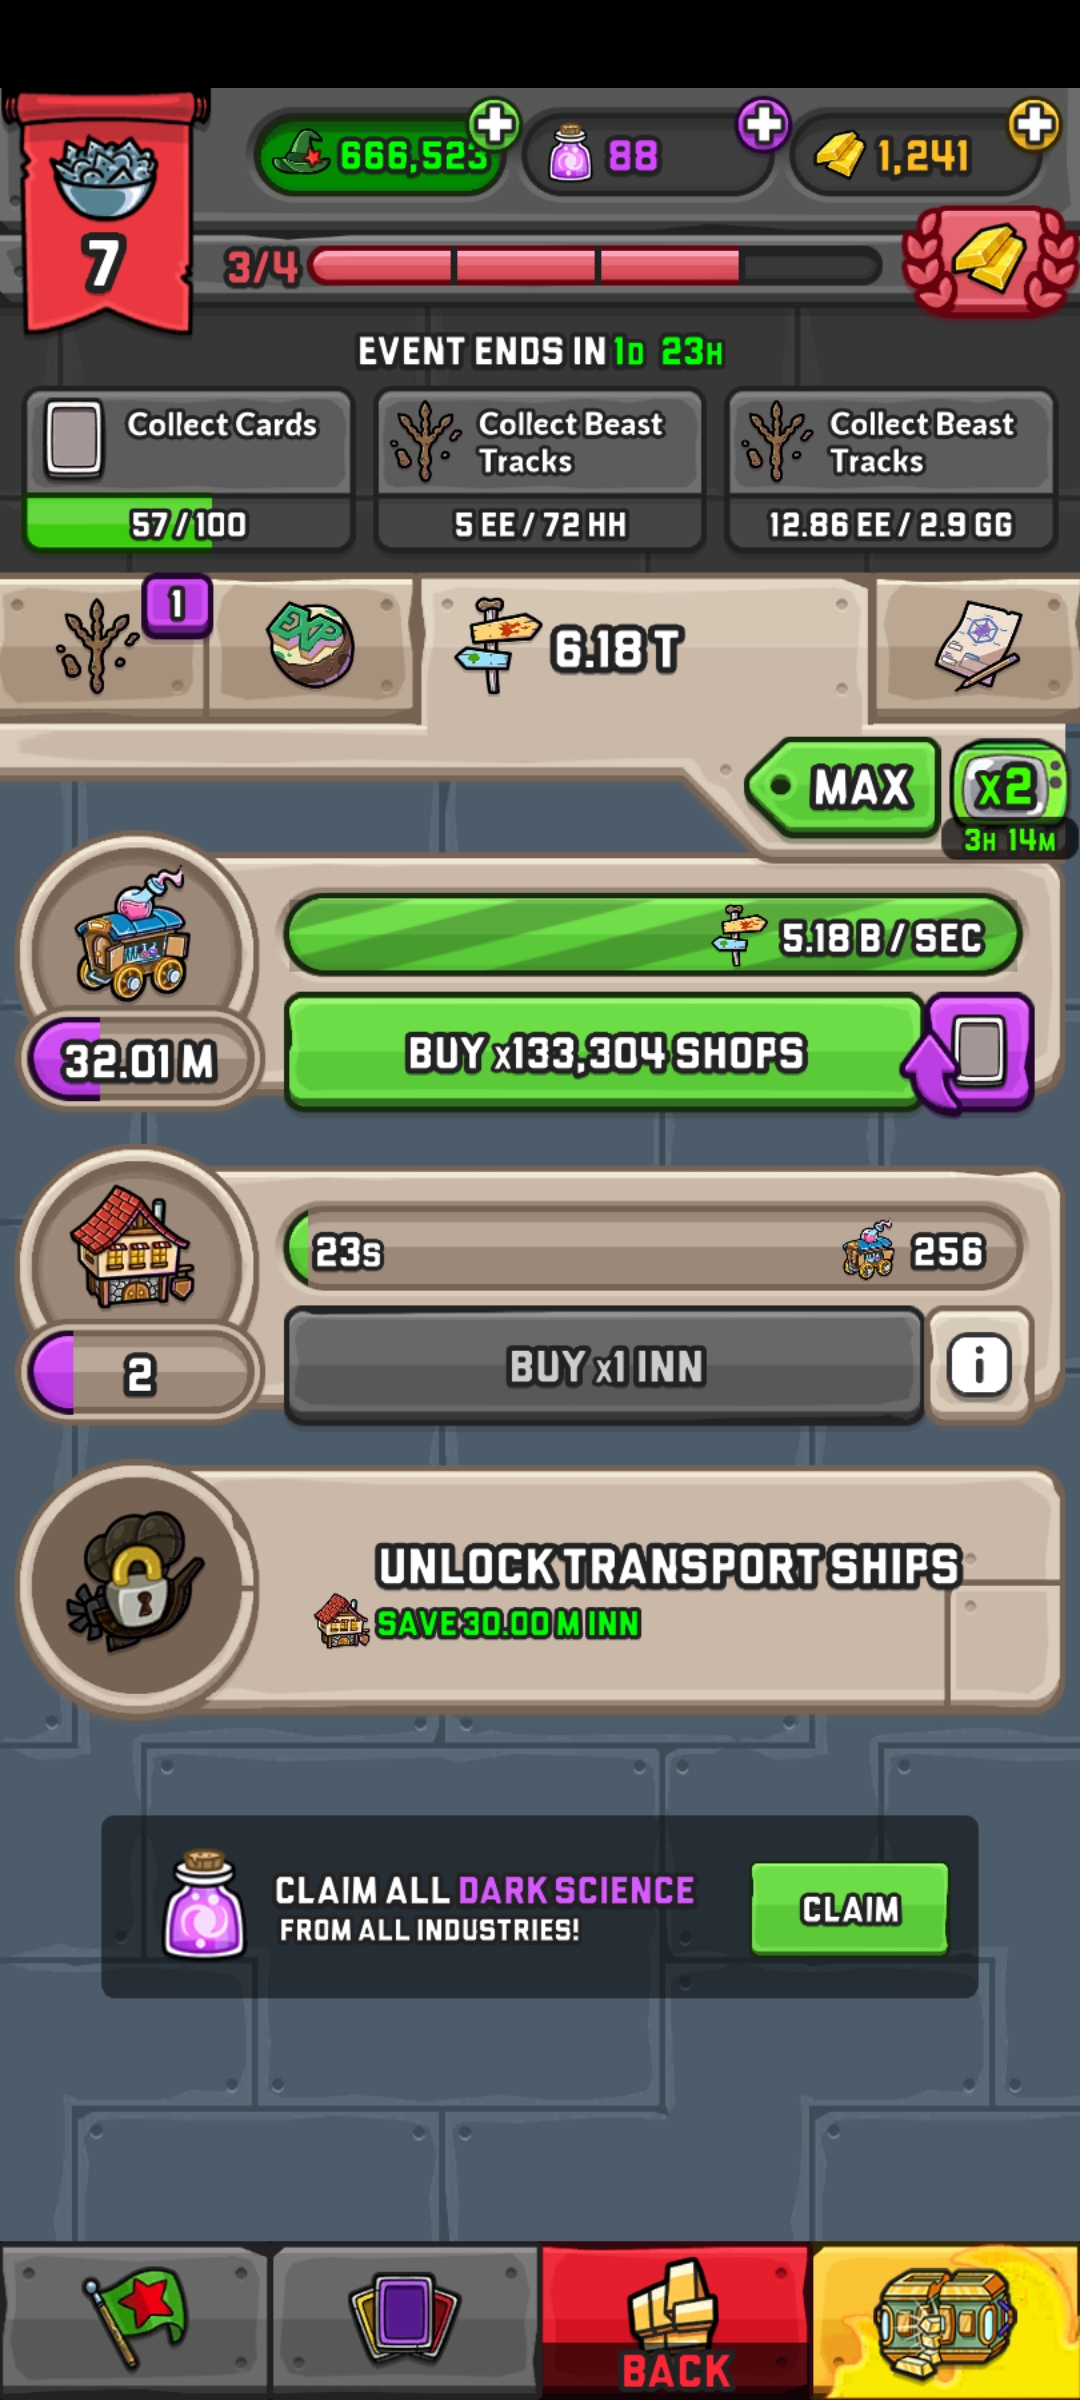 666,523
88
1,241
7
3/4
EVENT ENDS IN 1D 23H
Collect Cards
57/100
Collect Beast
Tracks
5 EE / 72 HH
Collect Beast
Tracks
12.86 EE / 2.9 GG
1
EXP
6.18 T
MAX
x2
3H 14M
5.18 B / SEC
32.01 M
BUY x133,304 SHOPS
23s
256
2
BUY x1 INN
i
UNLOCK TRANSPORT SHIPS
SAVE 30.00 M INN
CLAIM ALL DARK SCIENCE
FROM ALL INDUSTRIES!
CLAIM
BACK